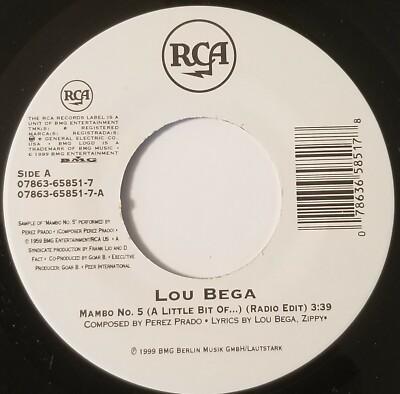 RCA
RCA
THE RCA RECORDS LABEL IS A
UNIT OF BMG ENTERTAINMENT
TMK(S) ® REGISTERED
MARCA(S) REGISTRADA(S)
® GENERAL ELECTRIC CO.,
USA • BMG LOGO IS A
TRADEMARK OF BMG MUSIC •
© 1999 BMG ENTERTAINMENT
BMG
SIDE A
07863-65851-7
07863-65851-7-A
0 78636 58517 8
SAMPLE OF "MAMBO NO. 5" PERFORMED BY
PEREZ PRADO • (COMPOSER PEREZ PRADO) •
℗1959 BMG ENTERTAINMENT/RCA US • A
SYNDICATE PRODUCTION BY FRANK LIO AND D.
FACT • CO-PRODUCED BY GOAR B. • EXECUTIVE
PRODUCER: GOAR B. • PEER INTERNATIONAL
LOU BEGA
MAMBO NO. 5 (A LITTLE BIT OF...) (RADIO EDIT) 3:39
COMPOSED BY PEREZ PRADO • LYRICS BY LOU BEGA, ZIPPY•
℗ 1999 BMG BERLIN MUSIK GMBH/LAUTSTARK